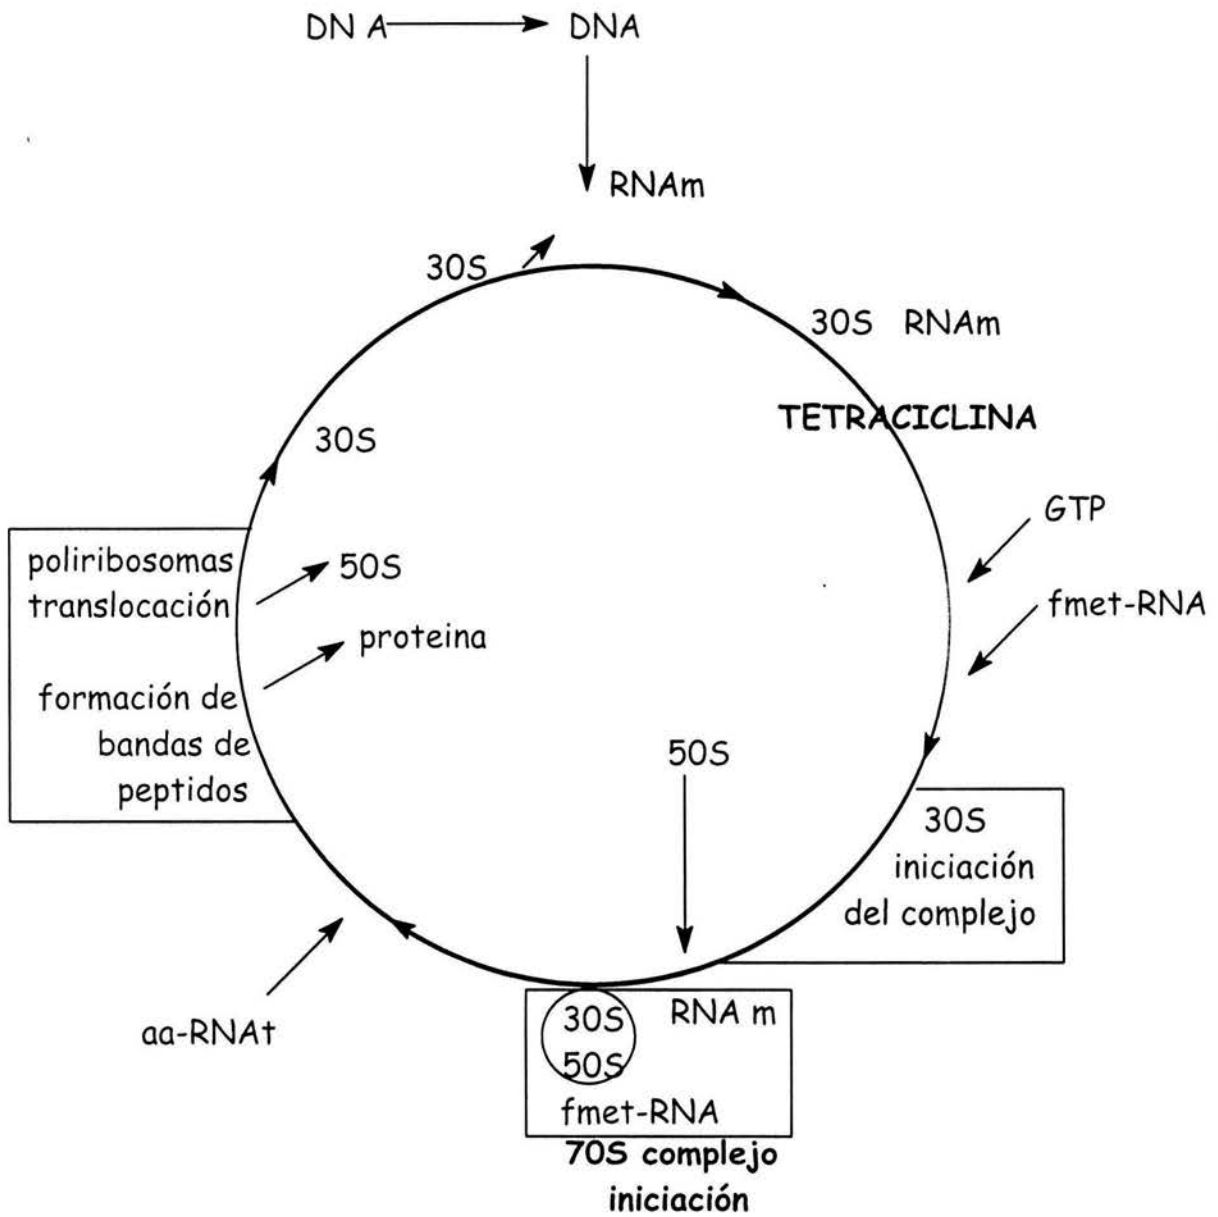 DN A DNA
RNAm
30S
30S RNAm
TETRACICLINA
30S
GTP
poliribosomas
translocación
50S
fmet-RNA
proteina
formación de
bandas de
peptidos
50S
30S
iniciación
del complejo
aa-RNAt
30S RNA m
50S
fmet-RNA
70S complejo
iniciación